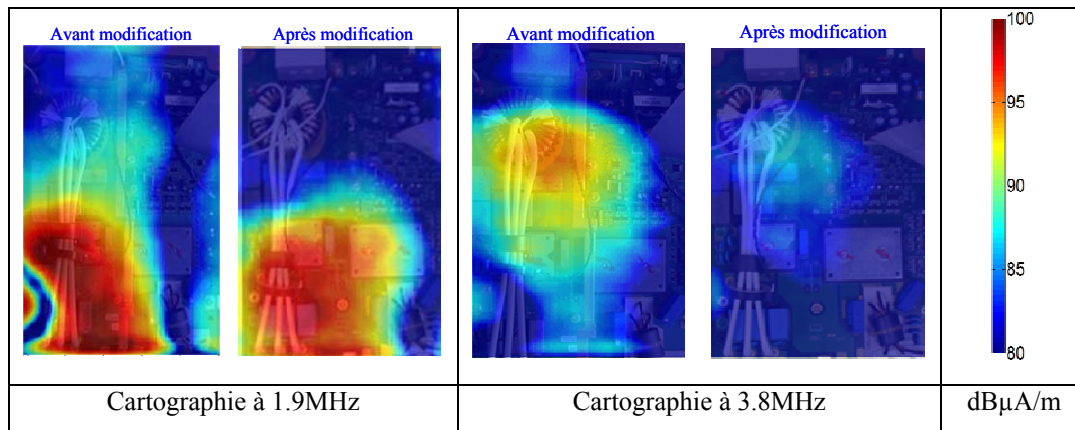 Avant modification
Après modification
Avant modification
Après modification
100
95
90
85
80
Cartographie à 1.9MHz
Cartographie à 3.8MHz
dBµA/m